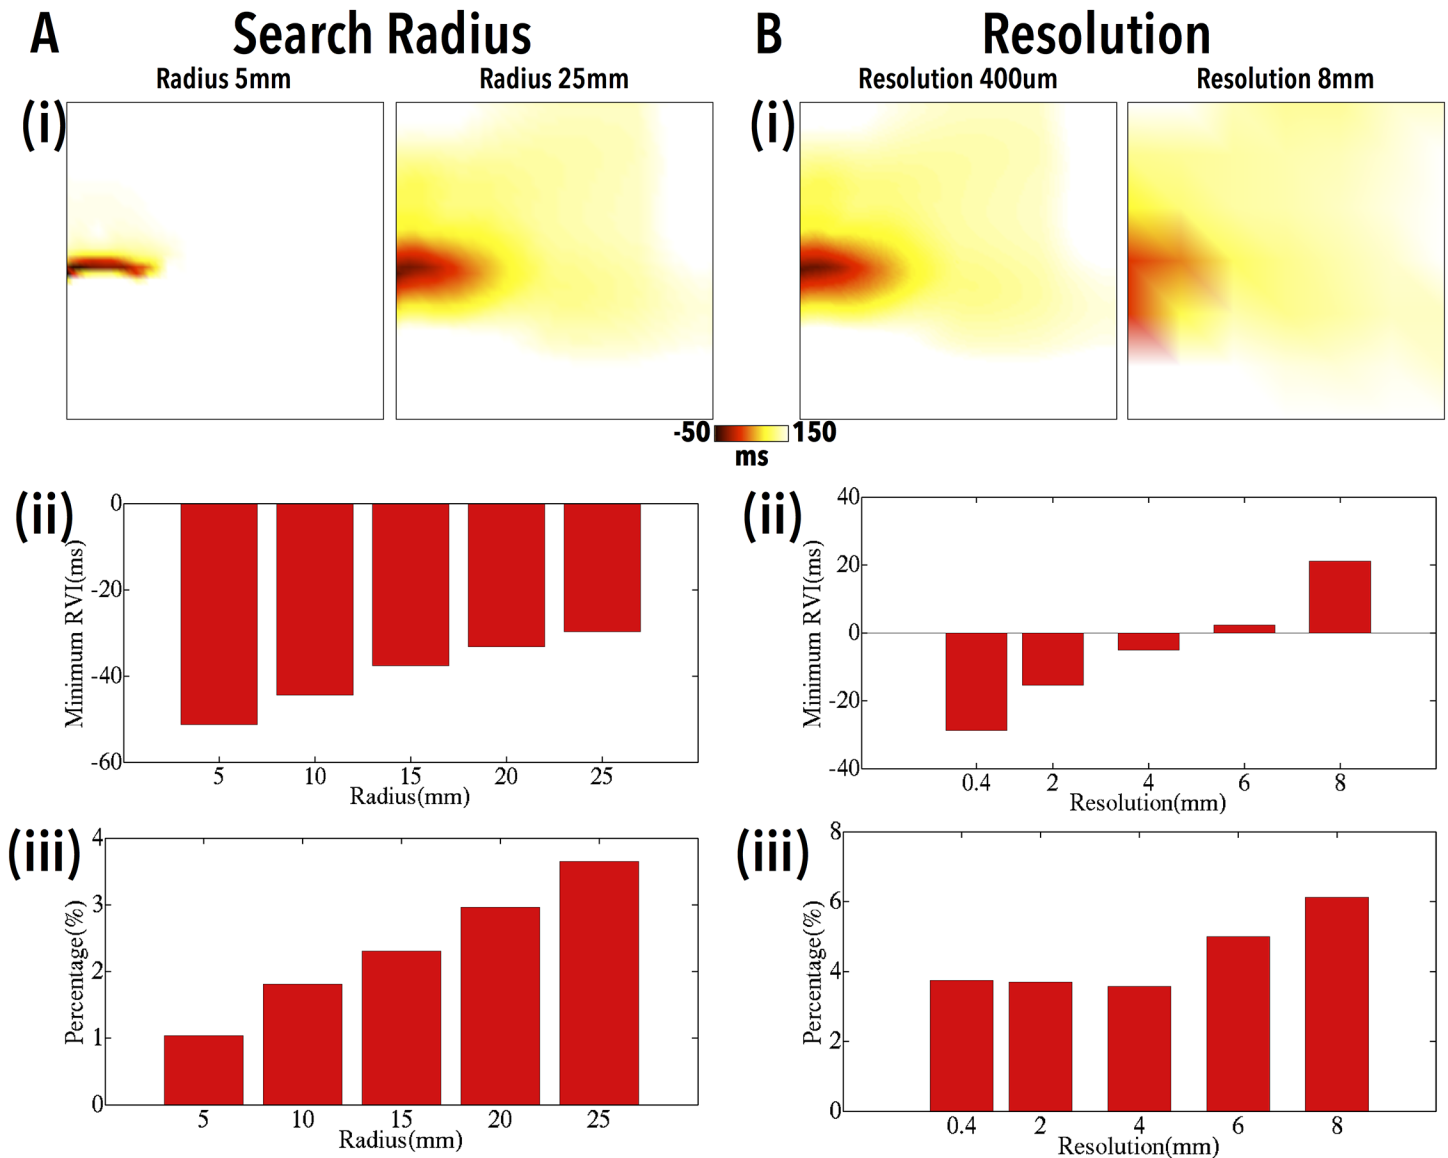 A Search Radius
B Resolution
Radius 5mm
Radius 25mm
Resolution 400um
Resolution 8mm
(i)
(i)
-50 150
ms
(ii)
Minimum RVI(ms)
0
-20
-40
-60
5 10 15 20 25
Radius(mm)
(ii)
Minimum RVI(ms)
40
20
0
-20
-40
0.4 2 4 6 8
Resolution(mm)
(iii)
Percentage(%)
4
3
2
1
0
5 10 15 20 25
Radius(mm)
(iii)
Percentage(%)
8
6
4
2
0
0.4 2 4 6 8
Resolution(mm)